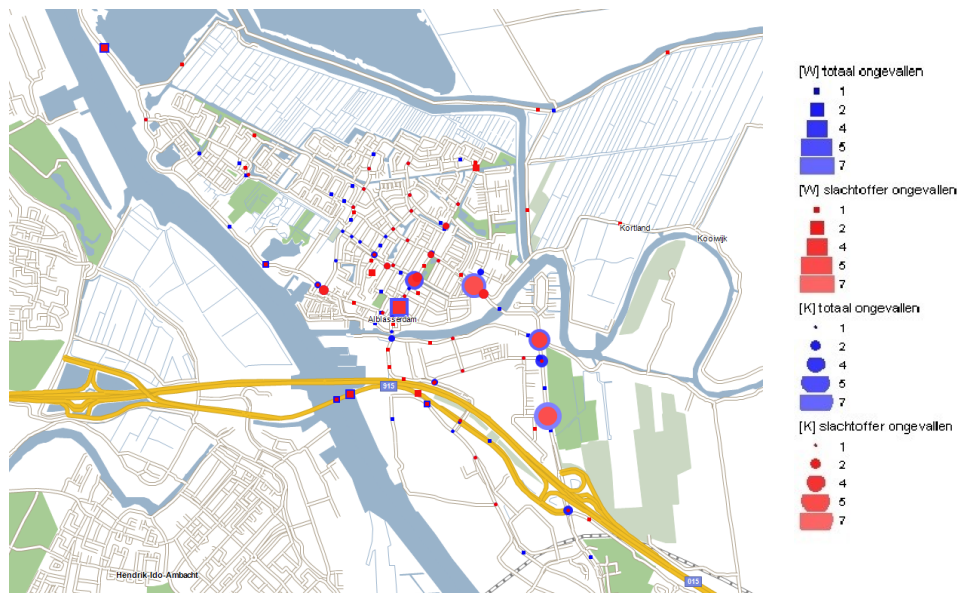 Kortland
Kooiwijk
Alblasserdam
915
Hendrik-Ido-Ambacht
015
[W] totaal ongevallen
1
2
4
5
7
[W] slachtoffer ongevallen
1
2
4
5
7
[K] totaal ongevallen
1
2
4
5
7
[K] slachtoffer ongevallen
1
2
4
5
7